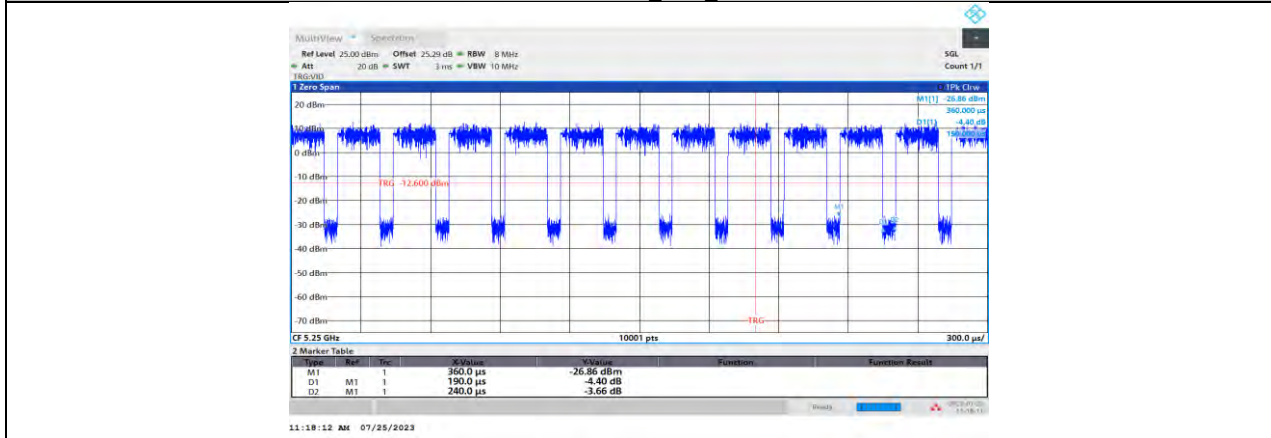 MultiView Spectrum
Ref Level 25.00 dBm Offset 25.29 dB RBW 8 MHz SGL
Att 20 dB SWT 3 ms VBW 10 MHz Count 1/1
TRG:VID
1 Zero Span 1Pk Clrw
M1[1] -26.86 dBm
360.000 µs
D1[1] -4.40 dB
190.000 µs
20 dBm
10 dBm
0 dBm
-10 dBm
TRG -12.600 dBm
-20 dBm
M1
-30 dBm
D2
-40 dBm
-50 dBm
-60 dBm
-70 dBm
TRG
CF 5.25 GHz 10001 pts 300.0 µs/
2 Marker Table
Type Ref Trc X-Value Y-Value Function Function Result
M1 1 360.0 µs -26.86 dBm
D1 M1 1 190.0 µs -4.40 dB
D2 M1 1 240.0 µs -3.66 dB
Ready
11:18:12 AM 07/25/2023